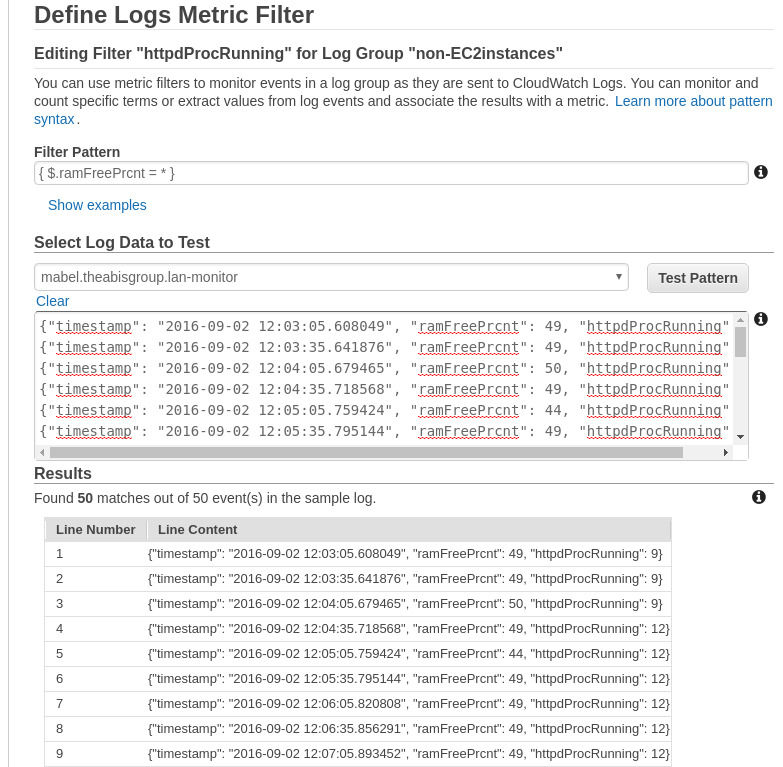 Define Logs Metric Filter
Editing Filter "httpdProcRunning" for Log Group "non-EC2instances"
You can use metric filters to monitor events in a log group as they are sent to CloudWatch Logs. You can monitor and
count specific terms or extract values from log events and associate the results with a metric. Learn more about pattern
syntax.
Filter Pattern
{ $.ramFreePrcnt = * }
Show examples
Select Log Data to Test
mabel.theabisgroup.lan-monitor
Test Pattern
Clear
{"timestamp": "2016-09-02 12:03:05.608049", "ramFreePrcnt": 49, "httpdProcRunning"
{"timestamp": "2016-09-02 12:03:35.641876", "ramFreePrcnt": 49, "httpdProcRunning"
{"timestamp": "2016-09-02 12:04:05.679465", "ramFreePrcnt": 50, "httpdProcRunning"
{"timestamp": "2016-09-02 12:04:35.718568", "ramFreePrcnt": 49, "httpdProcRunning"
{"timestamp": "2016-09-02 12:05:05.759424", "ramFreePrcnt": 44, "httpdProcRunning"
{"timestamp": "2016-09-02 12:05:35.795144", "ramFreePrcnt": 49, "httpdProcRunning"
Results
Found 50 matches out of 50 event(s) in the sample log.
Line Number Line Content
1 {"timestamp": "2016-09-02 12:03:05.608049", "ramFreePrcnt": 49, "httpdProcRunning": 9}
2 {"timestamp": "2016-09-02 12:03:35.641876", "ramFreePrcnt": 49, "httpdProcRunning": 9}
3 {"timestamp": "2016-09-02 12:04:05.679465", "ramFreePrcnt": 50, "httpdProcRunning": 9}
4 {"timestamp": "2016-09-02 12:04:35.718568", "ramFreePrcnt": 49, "httpdProcRunning": 12}
5 {"timestamp": "2016-09-02 12:05:05.759424", "ramFreePrcnt": 44, "httpdProcRunning": 12}
6 {"timestamp": "2016-09-02 12:05:35.795144", "ramFreePrcnt": 49, "httpdProcRunning": 12}
7 {"timestamp": "2016-09-02 12:06:05.820808", "ramFreePrcnt": 49, "httpdProcRunning": 12}
8 {"timestamp": "2016-09-02 12:06:35.856291", "ramFreePrcnt": 49, "httpdProcRunning": 12}
9 {"timestamp": "2016-09-02 12:07:05.893452", "ramFreePrcnt": 49, "httpdProcRunning": 12}